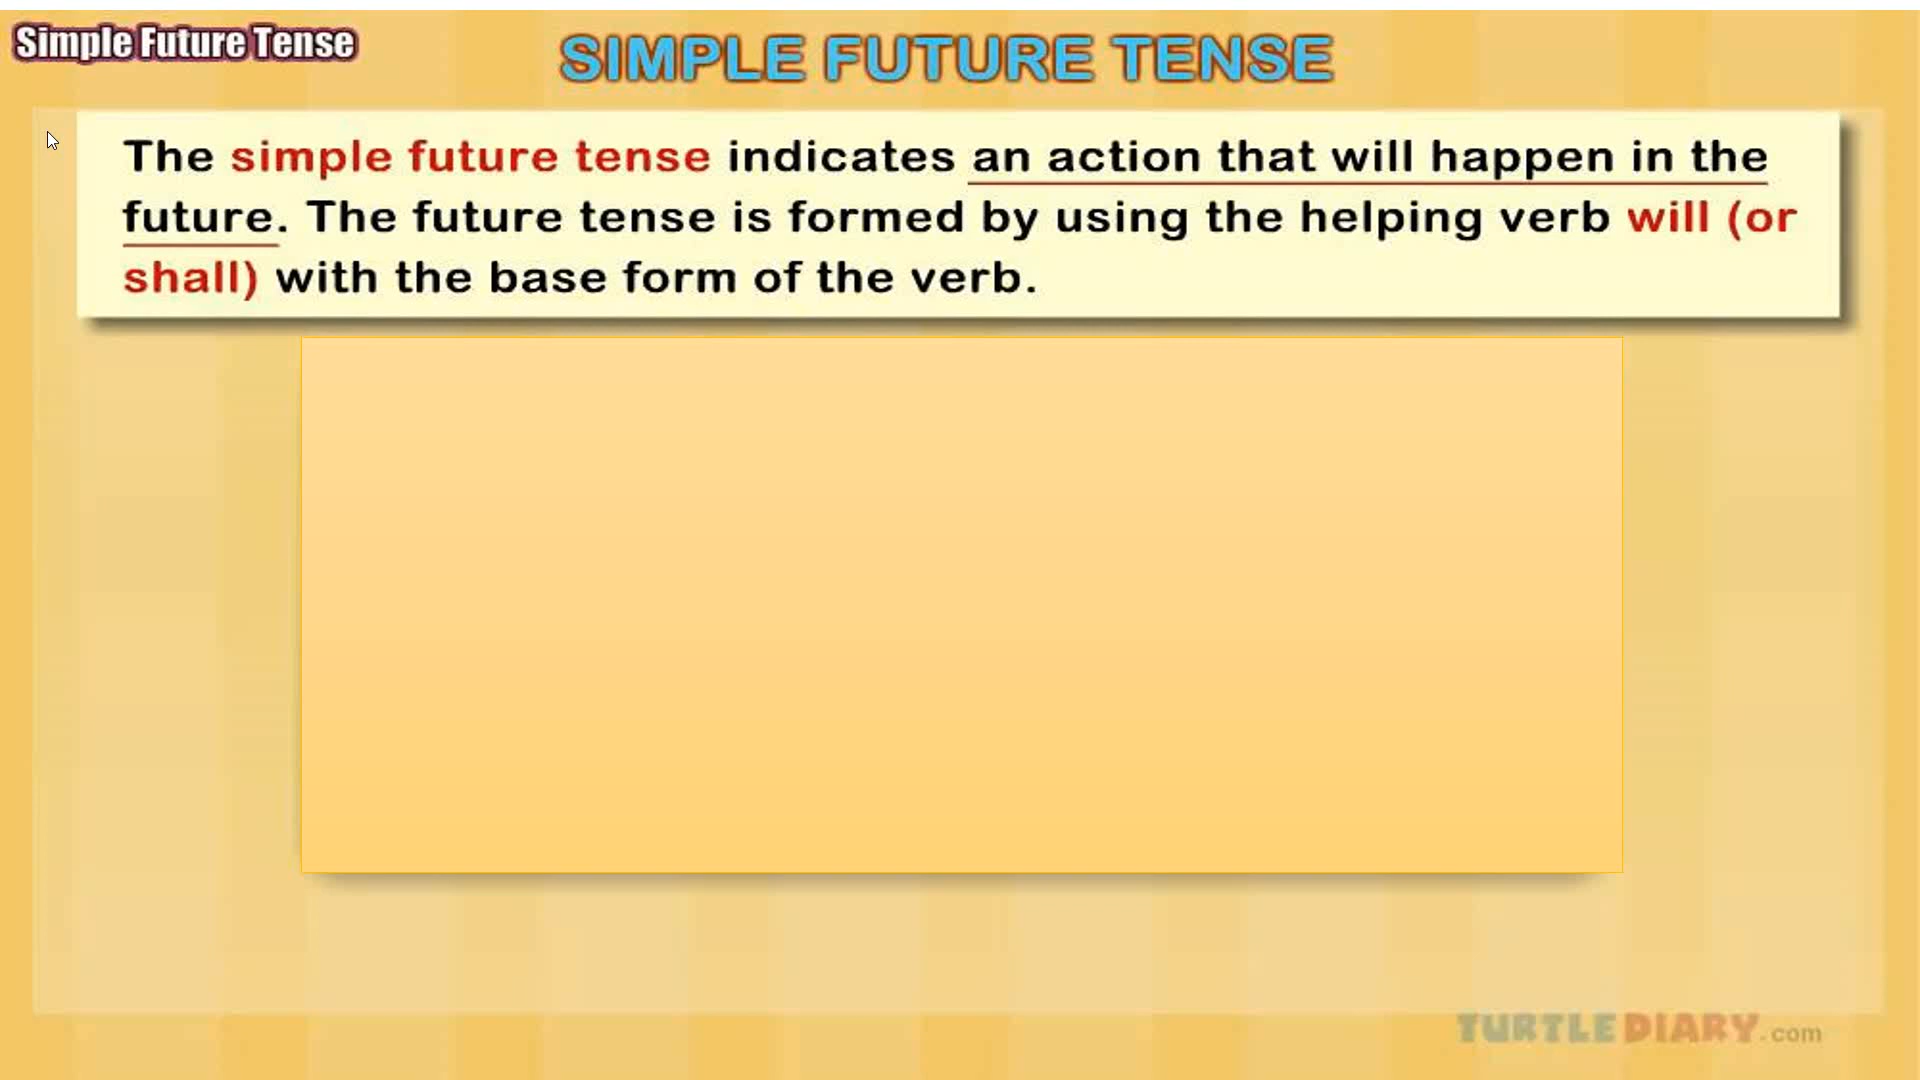 Simple Future Tense
SIMPLE FUTURE TENSE
The simple future tense indicates an action that will happen in the
future. The future tense is formed by using the helping verb will (or
shall) with the base form of the verb.
TURTLEDIARY.com